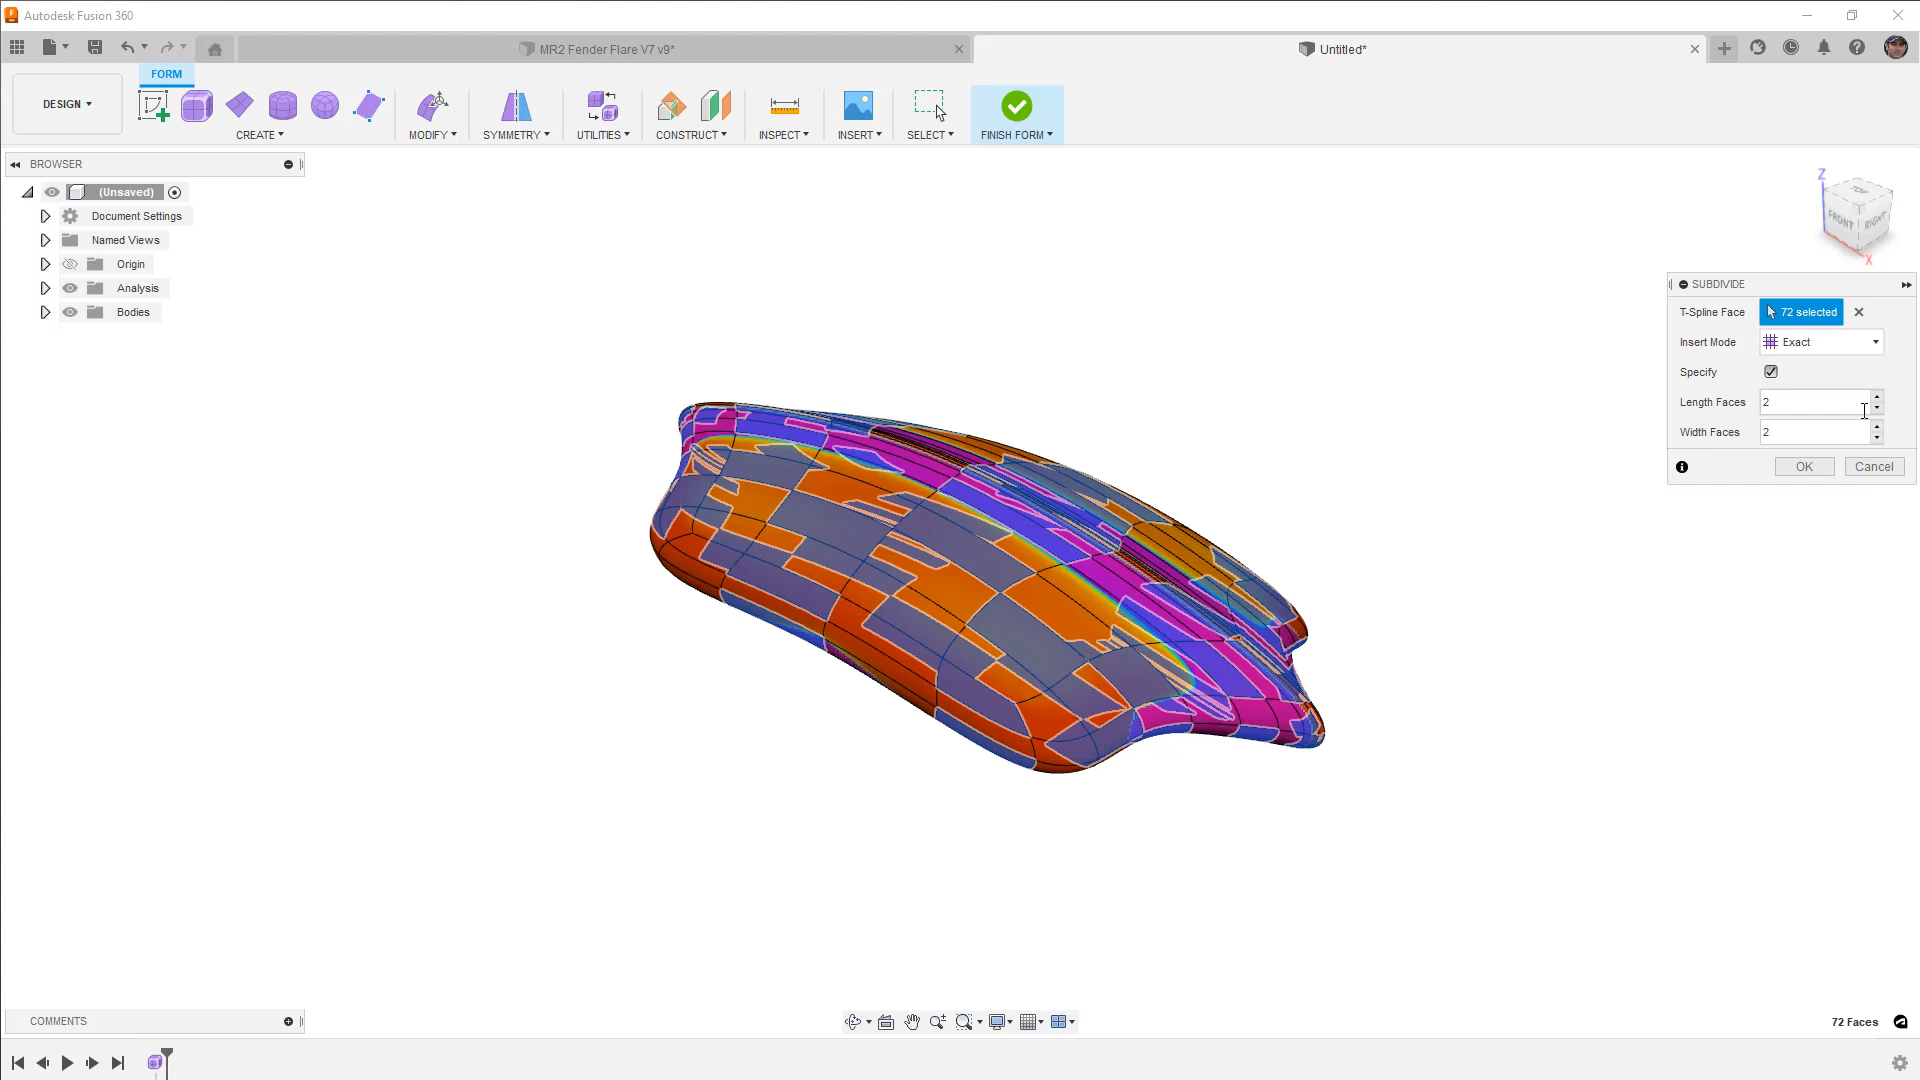 Autodesk Fusion 360
MR2 Fender Flare V7 v9*
Untitled*
FORM
DESIGN
CREATE
MODIFY
SYMMETRY
UTILITIES
CONSTRUCT
INSPECT
INSERT
SELECT
FINISH FORM
BROWSER
(Unsaved)
Document Settings
Named Views
Origin
Analysis
Bodies
Z
FRONT
RIGHT
X
SUBDIVIDE
T-Spline Face
72 selected
Insert Mode
Exact
Specify
Length Faces
2
Width Faces
2
OK
Cancel
COMMENTS
72 Faces